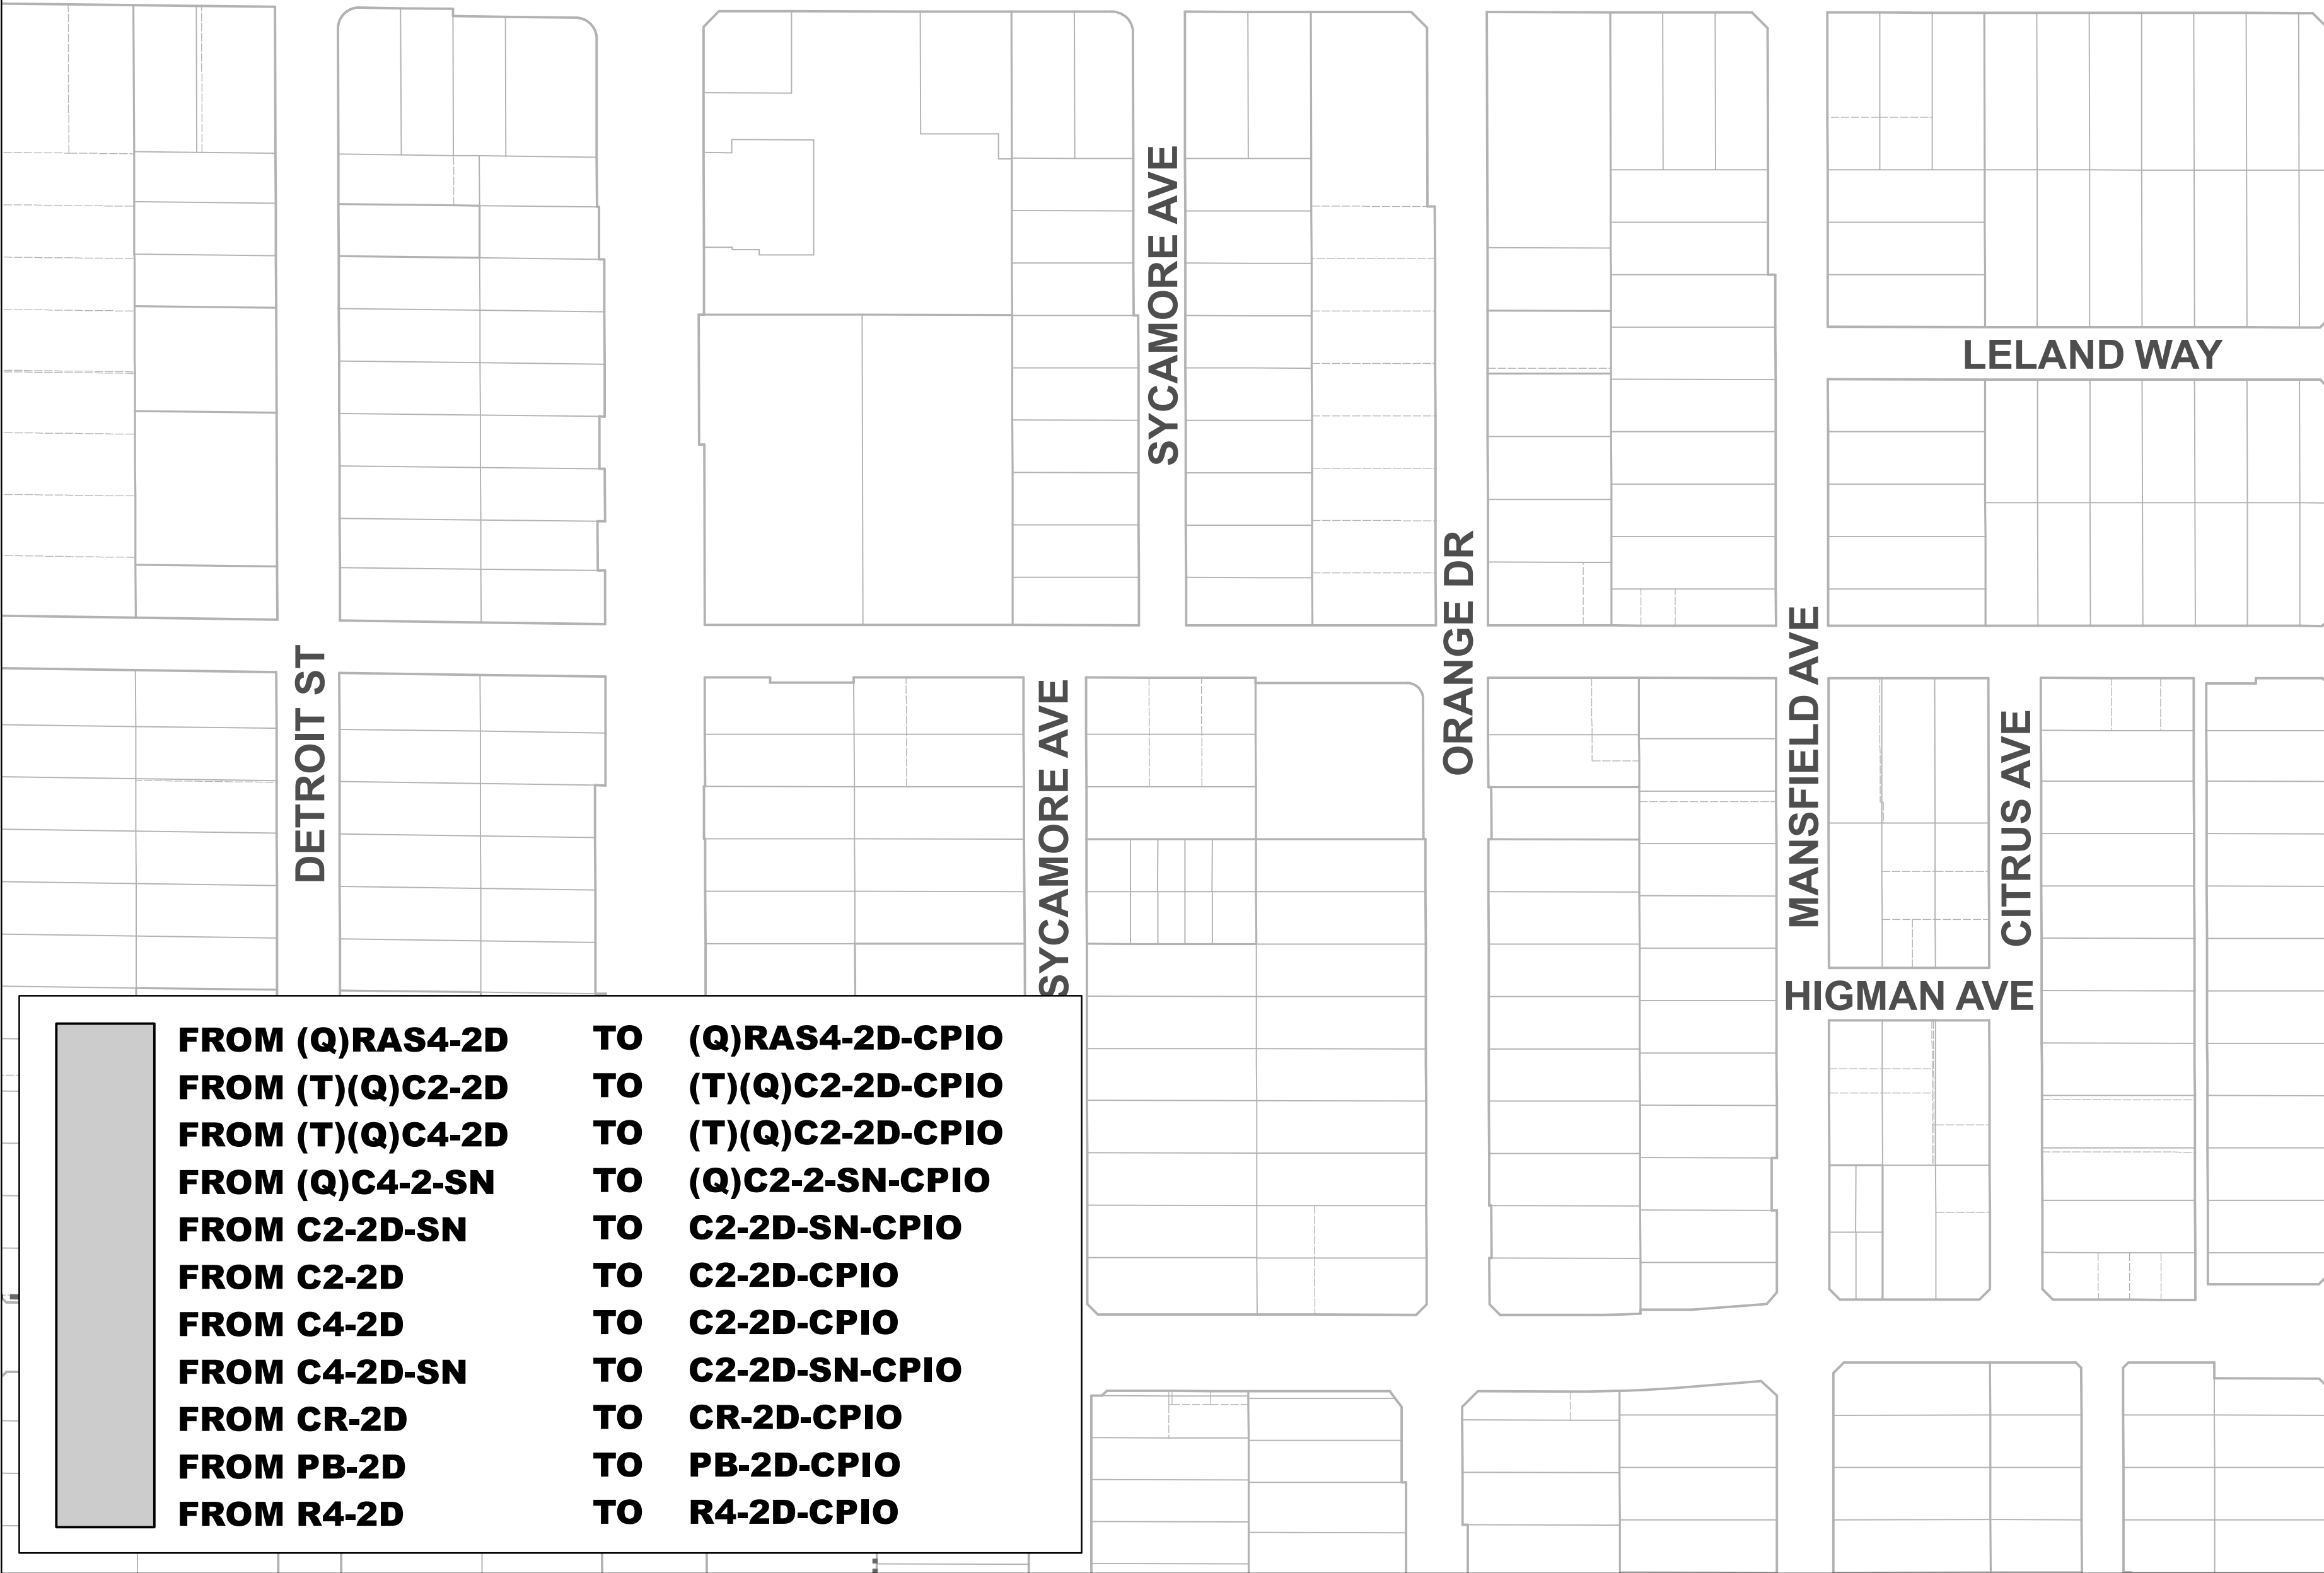 SYCAMORE AVE
LELAND WAY
ORANGE DR
MANSFIELD AVE
DETROIT ST
SYCAMORE AVE
CITRUS AVE
HIGMAN AVE
FROM (Q)RAS4-2D TO (Q)RAS4-2D-CPIO
FROM (T)(Q)C2-2D TO (T)(Q)C2-2D-CPIO
FROM (T)(Q)C4-2D TO (T)(Q)C2-2D-CPIO
FROM (Q)C4-2-SN TO (Q)C2-2-SN-CPIO
FROM C2-2D-SN TO C2-2D-SN-CPIO
FROM C2-2D TO C2-2D-CPIO
FROM C4-2D TO C2-2D-CPIO
FROM C4-2D-SN TO C2-2D-SN-CPIO
FROM CR-2D TO CR-2D-CPIO
FROM PB-2D TO PB-2D-CPIO
FROM R4-2D TO R4-2D-CPIO